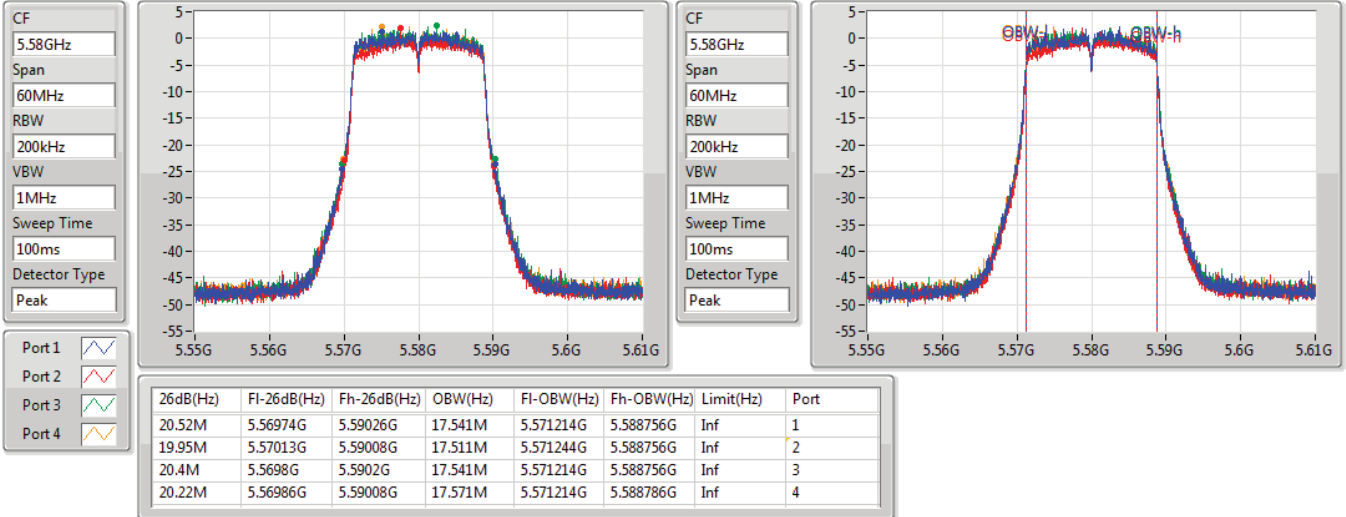 CF
5.58GHz
Span
60MHz
RBW
200kHz
VBW
1MHz
Sweep Time
100ms
Detector Type
Peak
5
0
-5
-10
-15
-20
-25
-30
-35
-40
-45
-50
-55
5.55G 5.56G 5.57G 5.58G 5.59G 5.6G 5.61G
CF
5.58GHz
Span
60MHz
RBW
200kHz
VBW
1MHz
Sweep Time
100ms
Detector Type
Peak
OBW-l OBW-h
5
0
-5
-10
-15
-20
-25
-30
-35
-40
-45
-50
-55
5.55G 5.56G 5.57G 5.58G 5.59G 5.6G 5.61G
Port 1
Port 2
Port 3
Port 4
26dB(Hz) Fl-26dB(Hz) Fh-26dB(Hz) OBW(Hz) Fl-OBW(Hz) Fh-OBW(Hz) Limit(Hz) Port
20.52M 5.56974G 5.59026G 17.541M 5.571214G 5.588756G Inf 1
19.95M 5.57013G 5.59008G 17.511M 5.571244G 5.588756G Inf 2
20.4M 5.5698G 5.5902G 17.541M 5.571214G 5.588756G Inf 3
20.22M 5.56986G 5.59008G 17.571M 5.571214G 5.588786G Inf 4